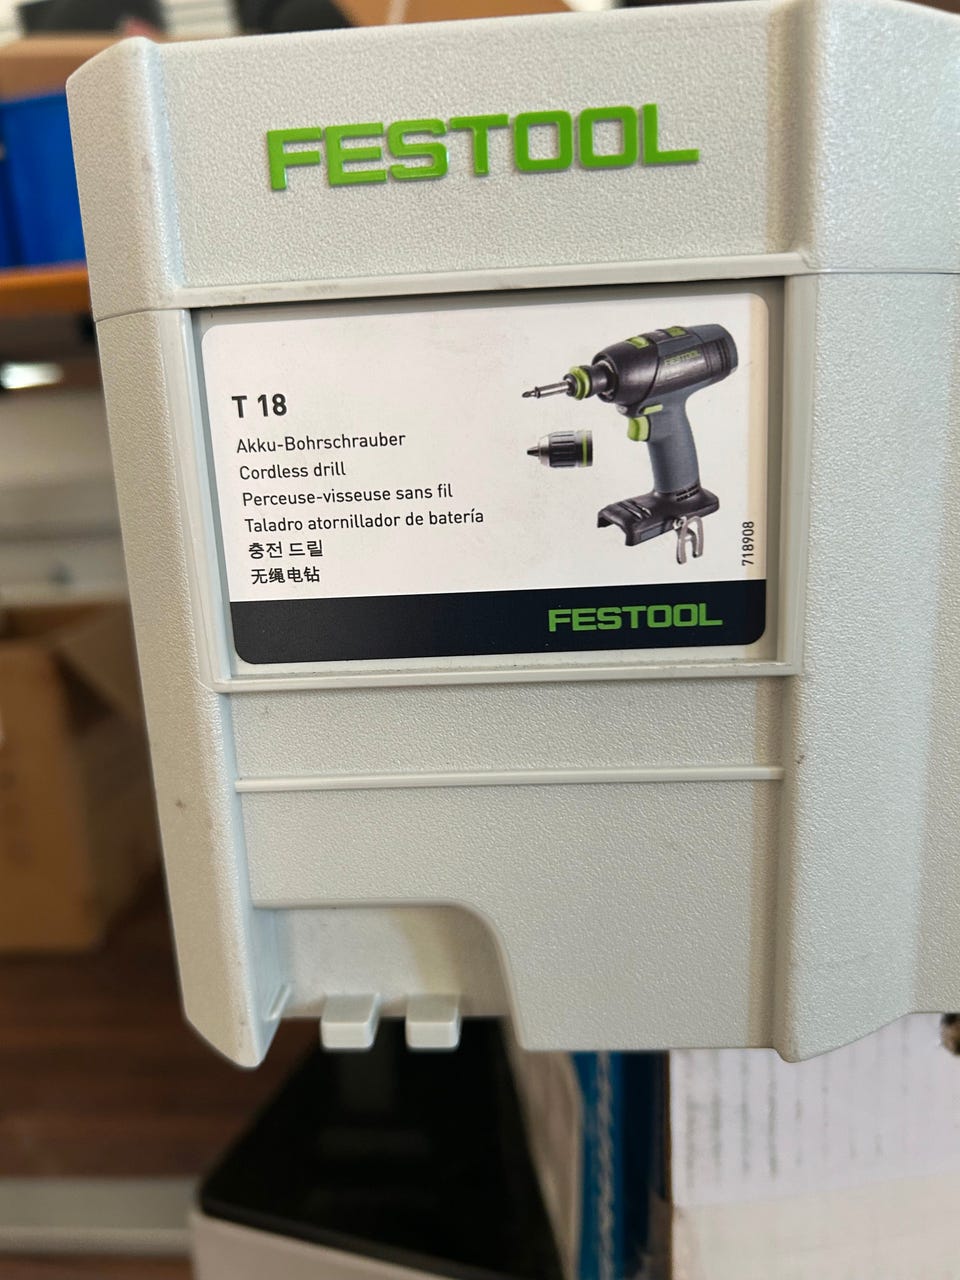 FESTOOL
T 18
Akku-Bohrschrauber
Cordless drill
Perceuse-visseuse sans fil
Taladro atornillador de batería
충전 드릴
无绳电钻
FESTOOL
718908
FESTOOL